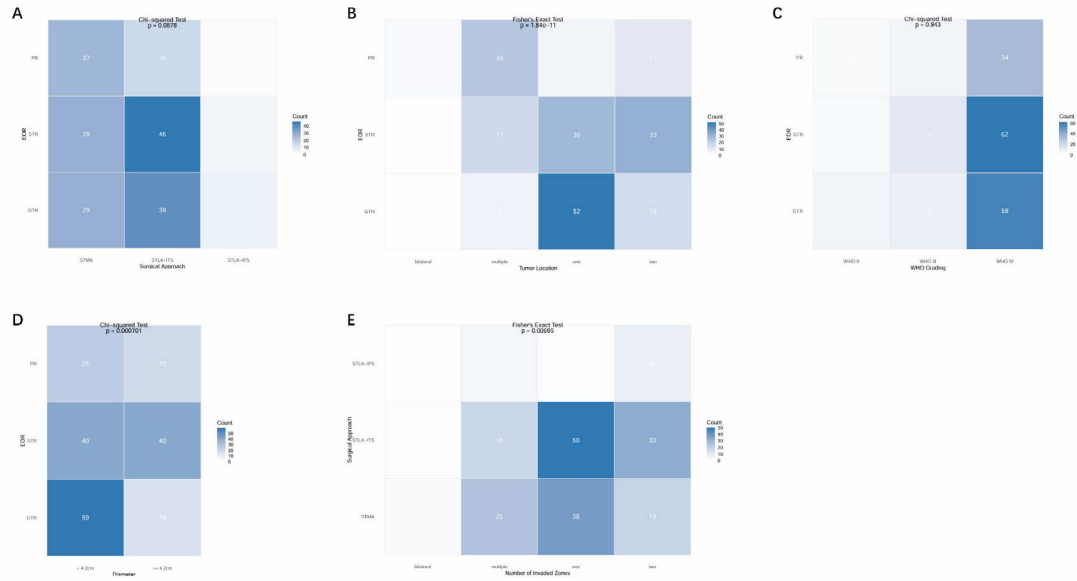 A
Chi-squared Test
p = 0.0878
PR
STR
GTR
EOR
27
16
29
46
29
39
STMA
STLA-ITS
STLA-IPS
Surgical Approach
Count
40
30
20
10
0
B
Fisher's Exact Test
p = 1.84e-11
PR
STR
GTR
EOR
24
11
17
30
33
52
16
bilateral
multiple
one
two
Tumor Location
Count
50
40
30
20
10
0
C
Chi-squared Test
p = 0.943
PR
STR
GTR
EOR
34
62
58
WHO II
WHO III
WHO IV
WHO Grading
Count
60
40
20
0
D
Chi-squared Test
p = 0.000701
PR
STR
GTR
EOR
25
40
40
59
< 4.2cm
>= 4.2cm
Diameter
Count
50
40
30
20
10
0
E
Fisher's Exact Test
p = 0.00695
STLA-IPS
STLA-ITS
STMA
Surgical Approach
50
33
25
38
19
bilateral
multiple
one
two
Number of Invaded Zones
Count
50
40
30
20
10
0